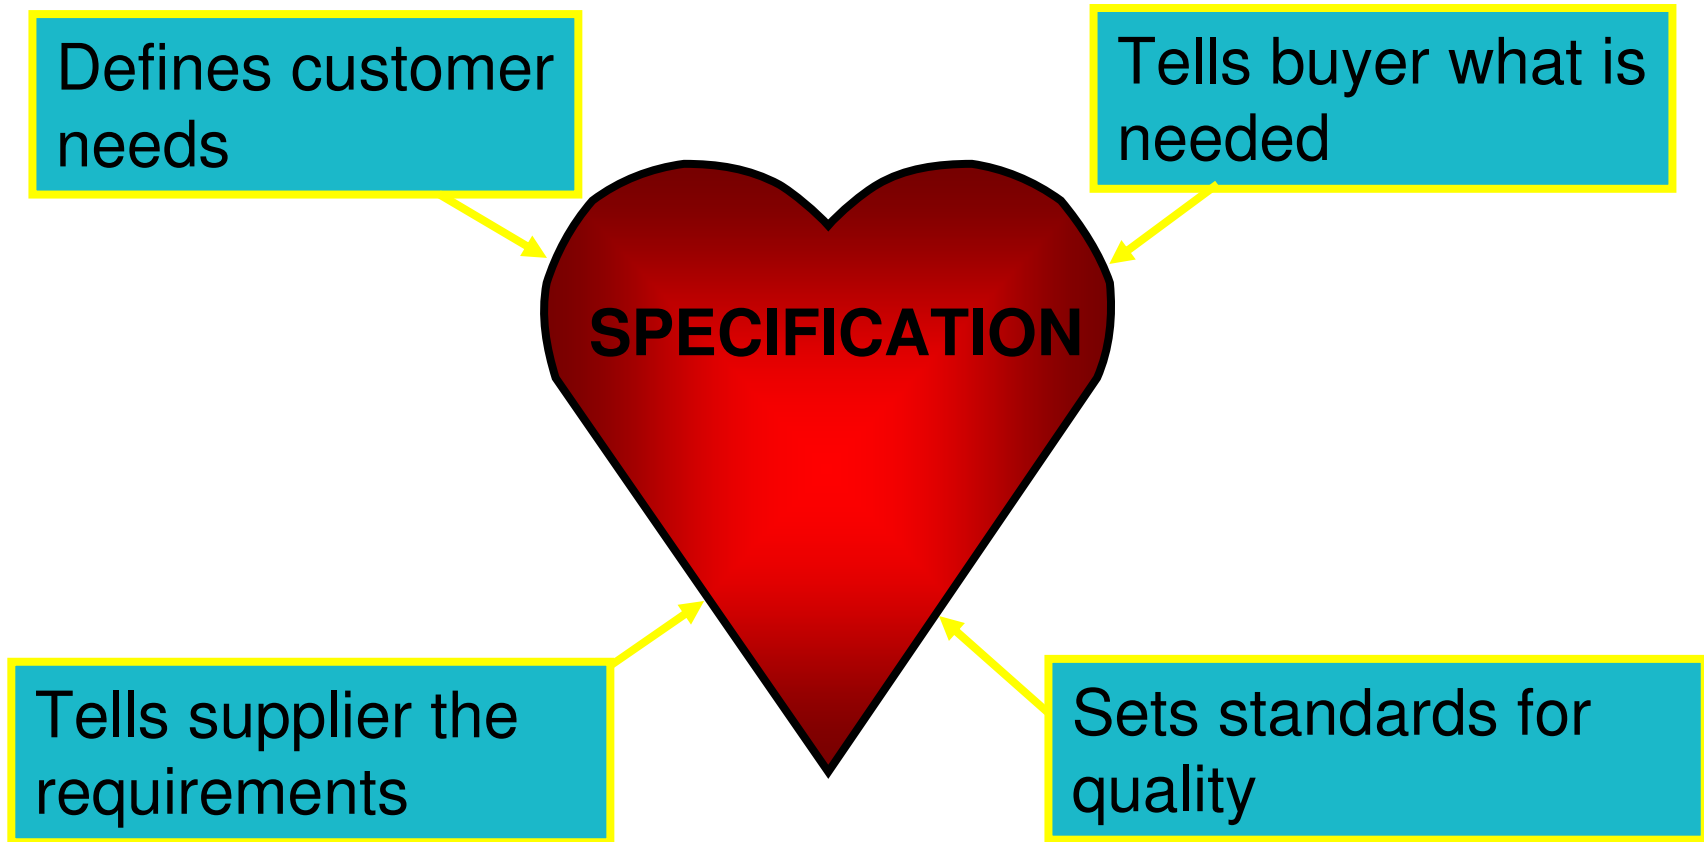 Defines customer
needs
Tells buyer what is
needed
SPECIFICATION
Tells supplier the
requirements
Sets standards for
quality